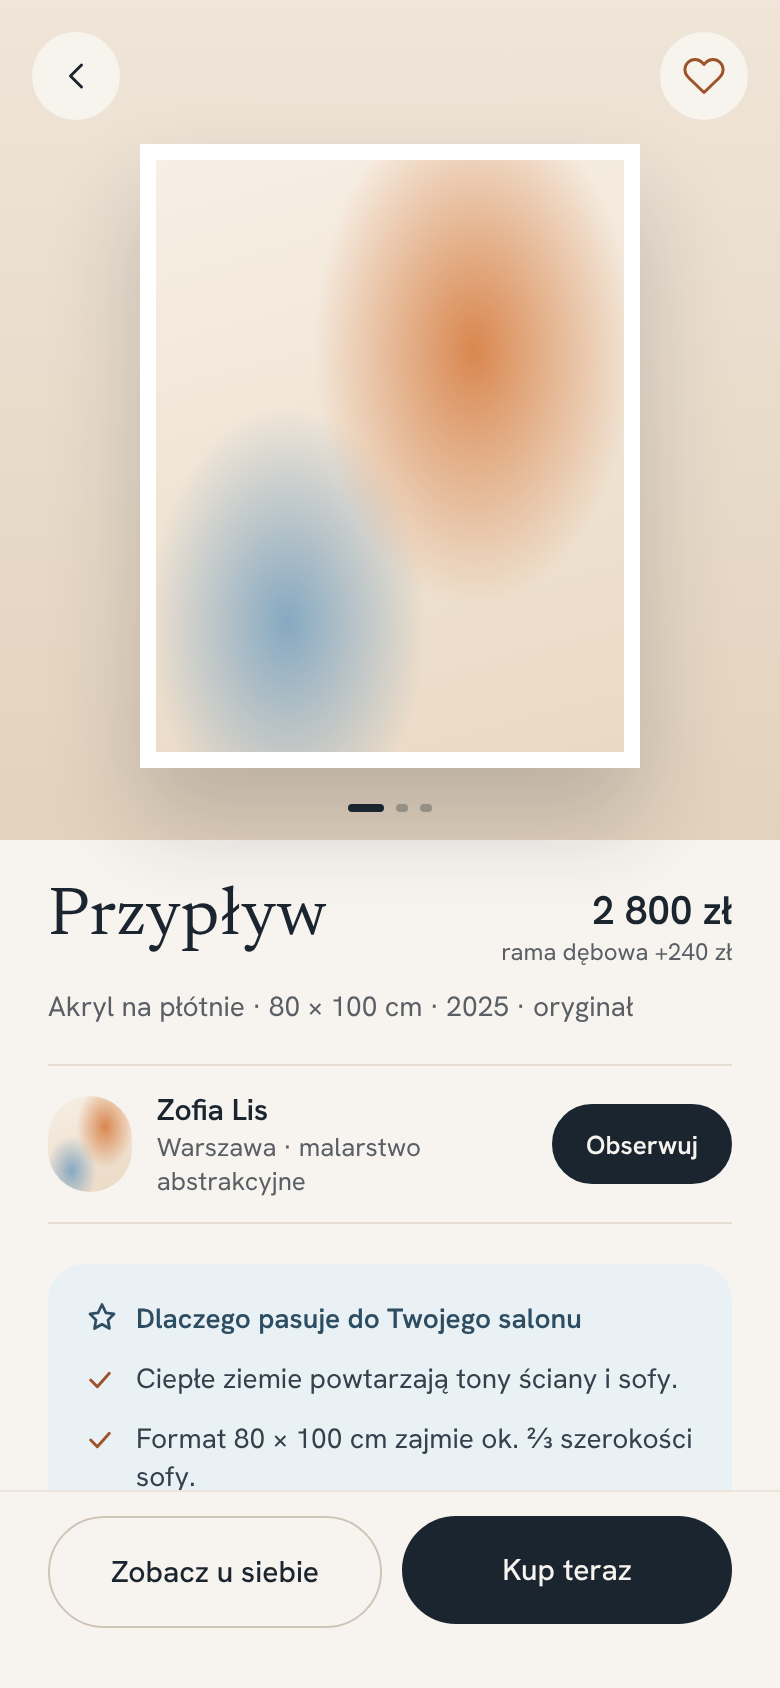 Przypływ
2 800 zł
rama dębowa +240 zł
Akryl na płótnie · 80 × 100 cm · 2025 · oryginał
Zofia Lis
Warszawa · malarstwo
abstrakcyjne
Obserwuj
Dlaczego pasuje do Twojego salonu
Ciepłe ziemie powtarzają tony ściany i sofy.
Format 80 × 100 cm zajmie ok. ⅔ szerokości
sofy.
Zobacz u siebie
Kup teraz